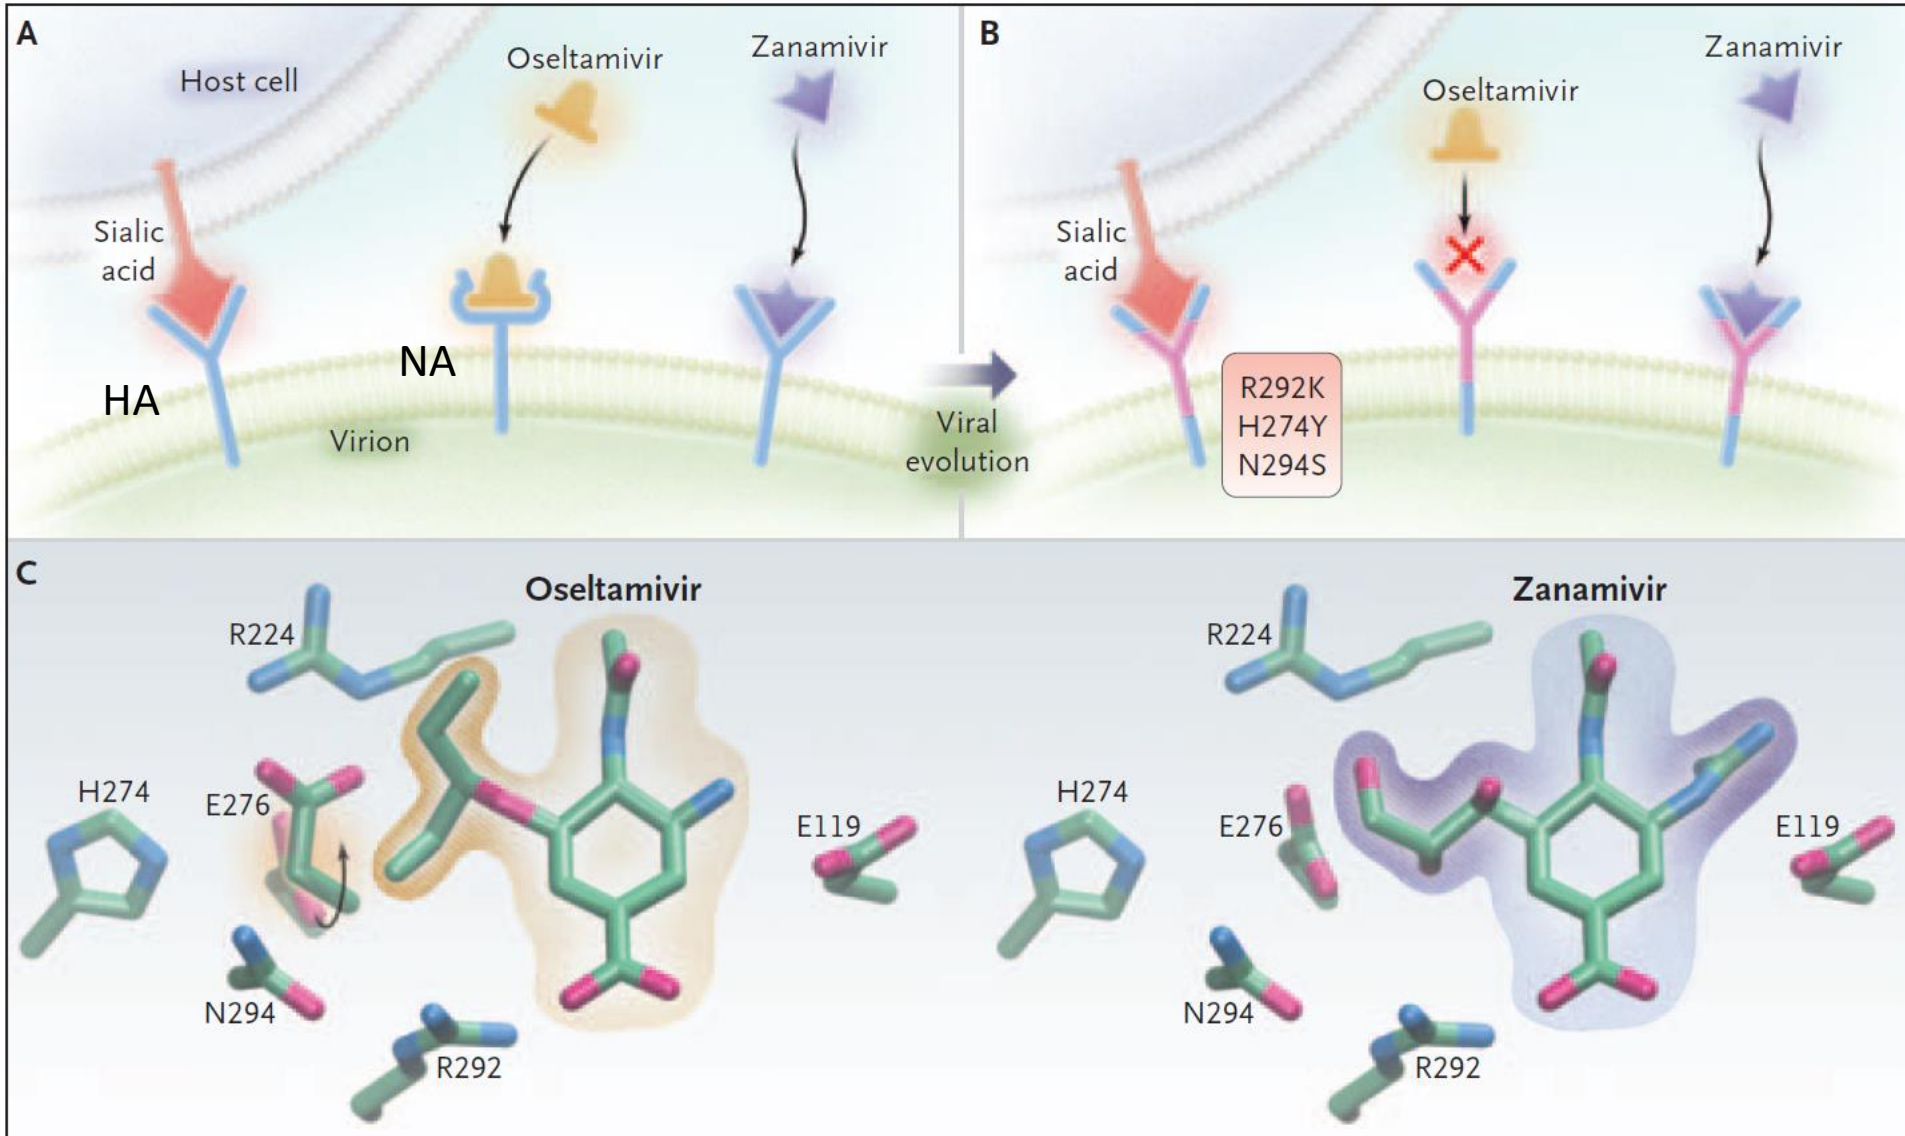 A
Host cell
Oseltamivir
Zanamivir
Sialic
acid
HA
NA
Virion
Viral
evolution
B
Oseltamivir
Zanamivir
Sialic
acid
R292K
H274Y
N294S
C
Oseltamivir
R224
H274
E276
E119
N294
R292
Zanamivir
R224
H274
E276
E119
N294
R292